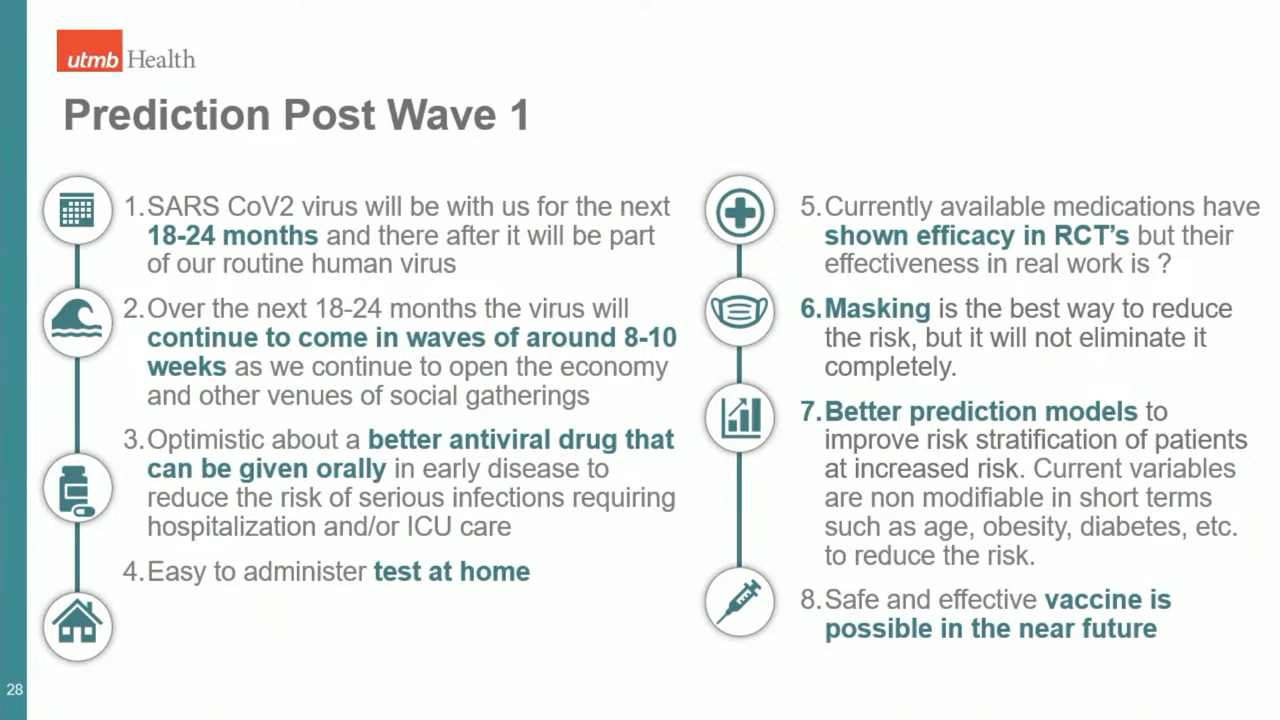 utmb Health
Prediction Post Wave 1
1. SARS CoV2 virus will be with us for the next
18-24 months and there after it will be part
of our routine human virus
2. Over the next 18-24 months the virus will
continue to come in waves of around 8-10
weeks as we continue to open the economy
and other venues of social gatherings
3. Optimistic about a better antiviral drug that
can be given orally in early disease to
reduce the risk of serious infections requiring
hospitalization and/or ICU care
4. Easy to administer test at home
5. Currently available medications have
shown efficacy in RCT's but their
effectiveness in real work is ?
6. Masking is the best way to reduce
the risk, but it will not eliminate it
completely.
7. Better prediction models to
improve risk stratification of patients
at increased risk. Current variables
are non modifiable in short terms
such as age, obesity, diabetes, etc.
to reduce the risk.
8. Safe and effective vaccine is
possible in the near future
28